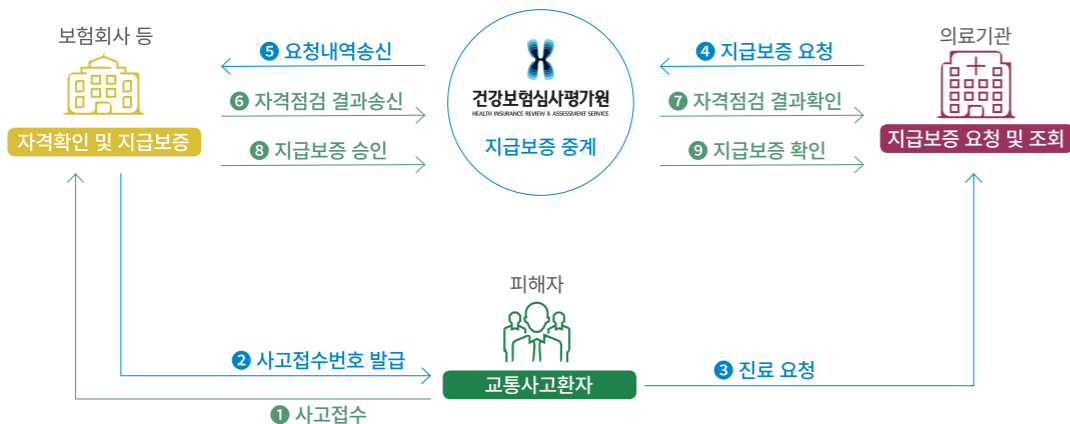 보험회사 등
자격확인 및 지급보증
❺ 요청내역송신
❻ 자격점검 결과송신
❽ 지급보증 승인
건강보험심사평가원
HEALTH INSURANCE REVIEW & ASSESSMENT SERVICE
지급보증 중계
❹ 지급보증 요청
❼ 자격점검 결과확인
❾ 지급보증 확인
의료기관
지급보증 요청 및 조회
피해자
교통사고환자
❷ 사고접수번호 발급
❸ 진료 요청
❶ 사고접수